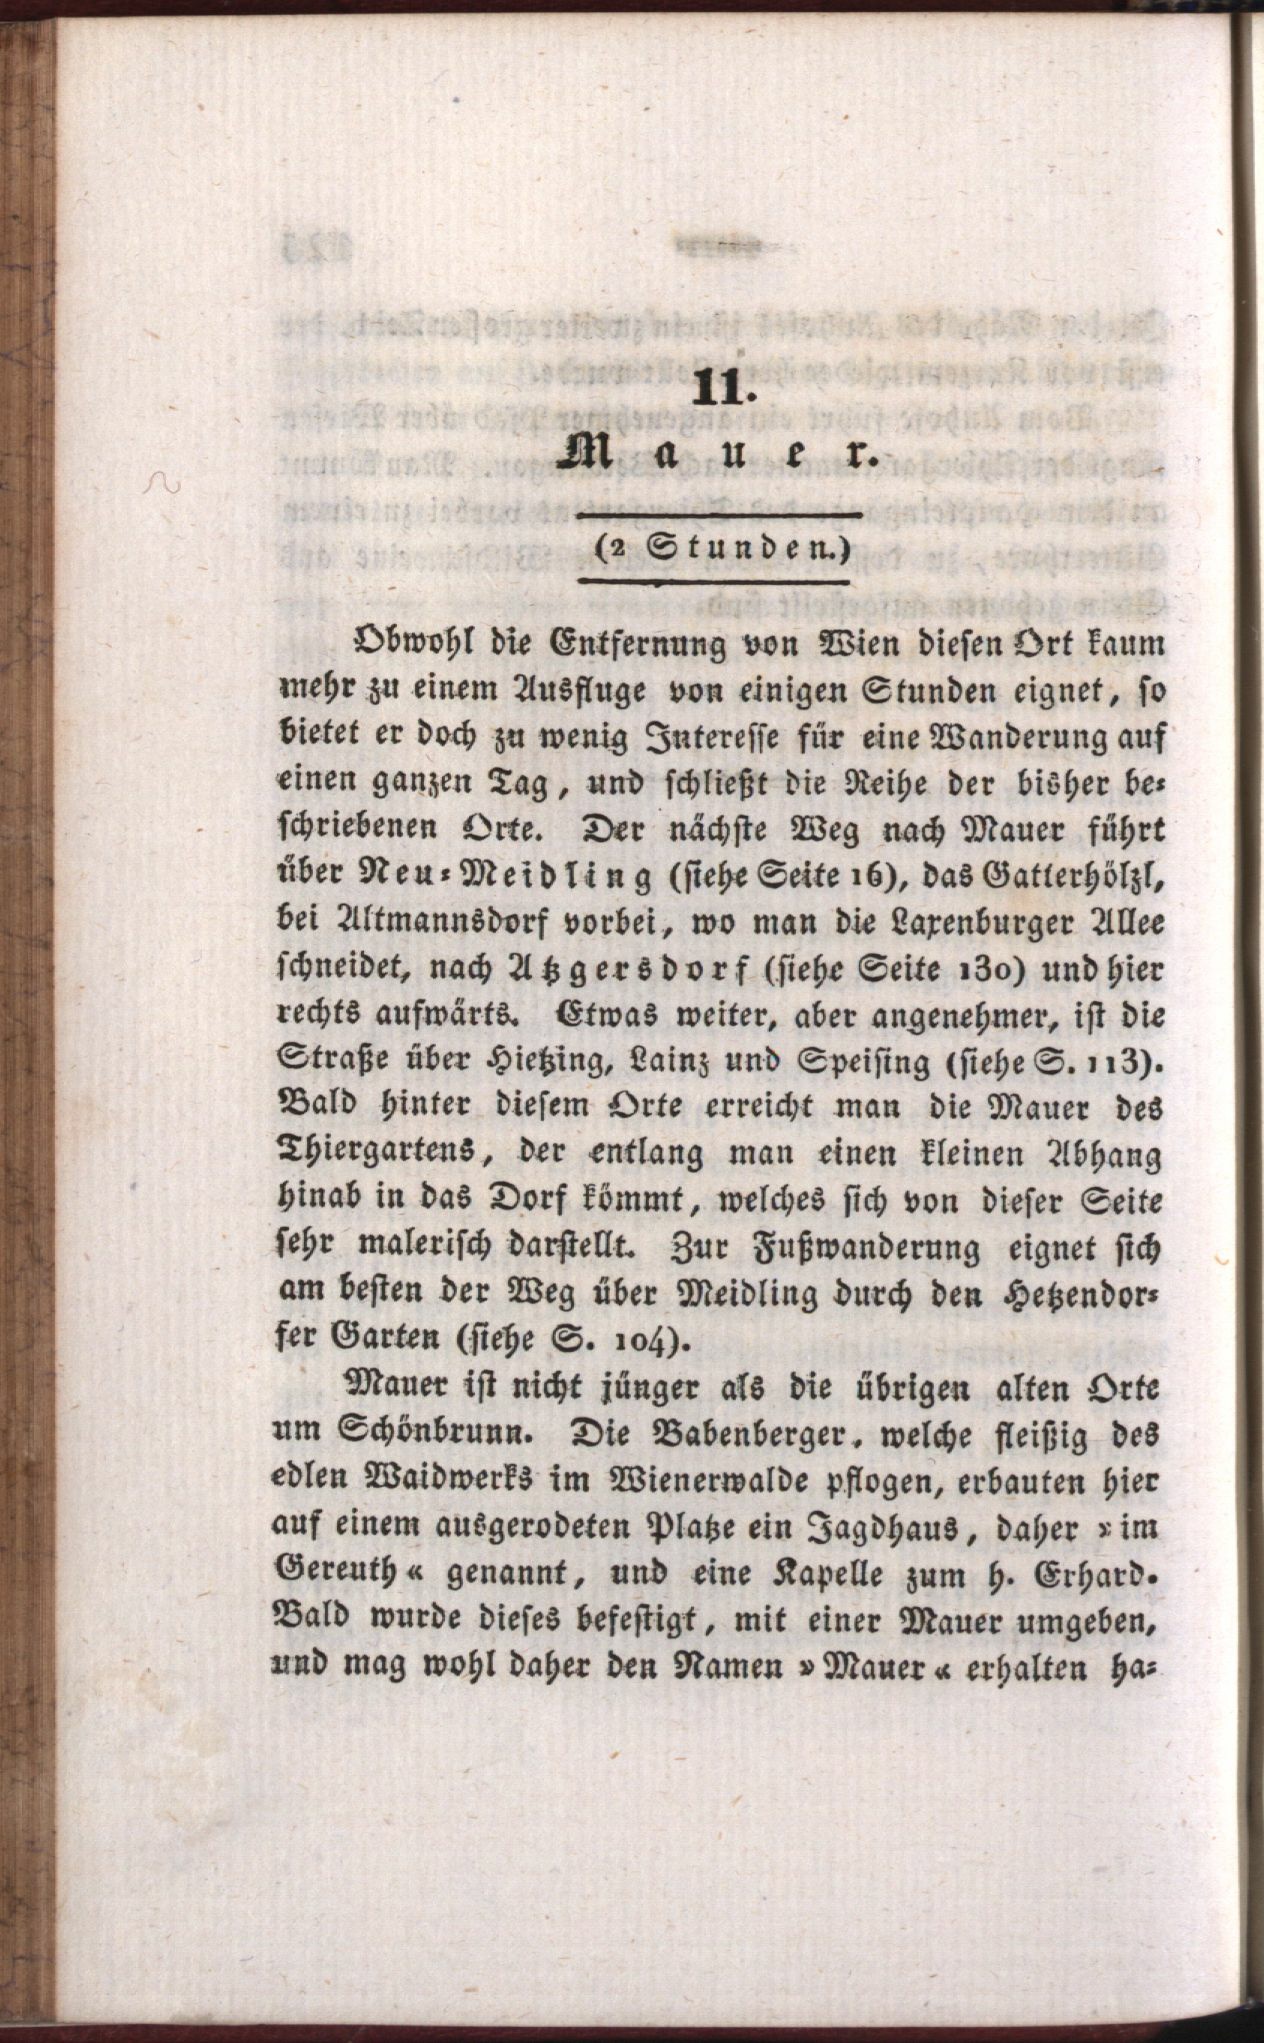 11.
Mauer.
(2 Stunden.)
Obwohl die Entfernung von Wien diesen Ort kaum
mehr zu einem Ausfluge von einigen Stunden eignet, so
bietet er doch zu wenig Interesse für eine Wanderung auf
einen ganzen Tag, und schließt die Reihe der bisher be-
schriebenen Orte. Der nächste Weg nach Mauer führt
über Neu-Meidling (siehe Seite 16), das Gatterhölzl,
bei Altmannsdorf vorbei, wo man die Laxenburger Allee
schneidet, nach Atzgersdorf (siehe Seite 130) und hier
rechts aufwärts. Etwas weiter, aber angenehmer, ist die
Straße über Hietzing, Lainz und Speising (siehe S. 113).
Bald hinter diesem Orte erreicht man die Mauer des
Thiergartens, der entlang man einen kleinen Abhang
hinab in das Dorf kömmt, welches sich von dieser Seite
sehr malerisch darstellt. Zur Fußwanderung eignet sich
am besten der Weg über Meidling durch den Hetzendor-
fer Garten (siehe S. 104).
Mauer ist nicht jünger als die übrigen alten Orte
um Schönbrunn. Die Babenberger, welche fleißig des
edlen Waidwerks im Wienerwalde pflogen, erbauten hier
auf einem ausgerodeten Platze ein Jagdhaus, daher »im
Gereuth« genannt, und eine Kapelle zum h. Erhard.
Bald wurde dieses befestigt, mit einer Mauer umgeben,
und mag wohl daher den Namen »Mauer« erhalten ha-